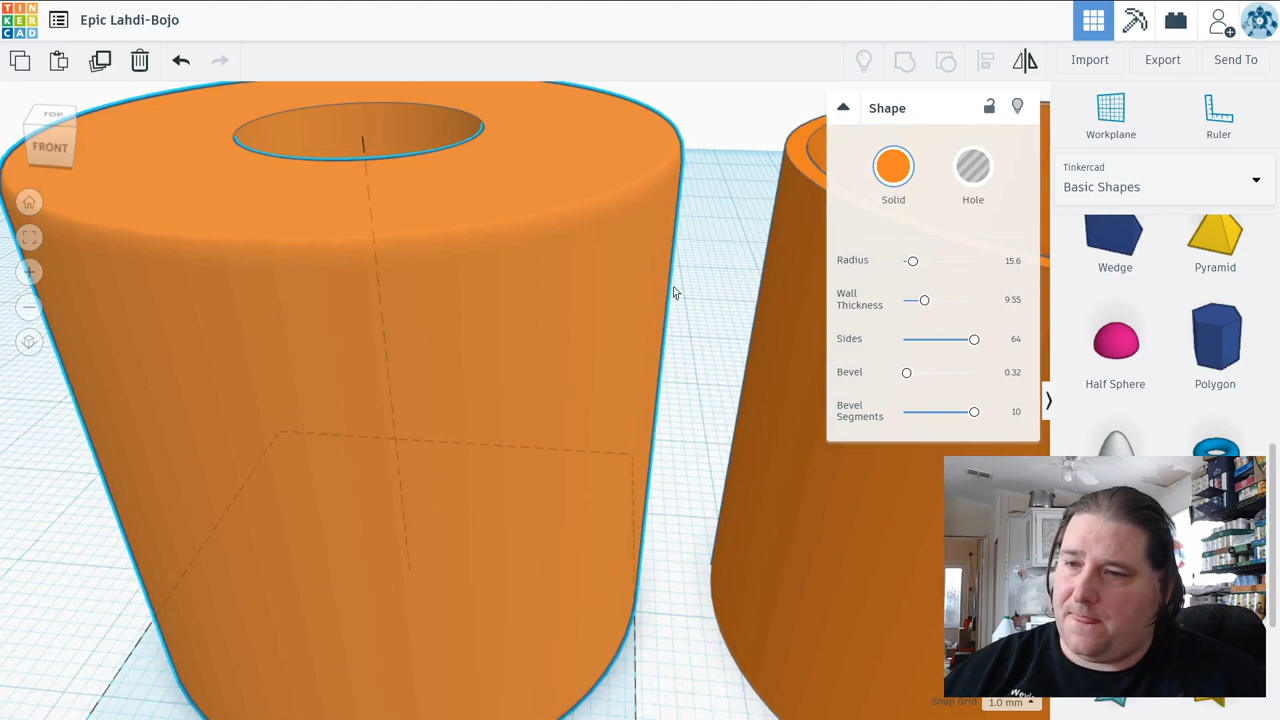 TIN
KER
CAD
Epic Lahdi-Bojo
Import
Export
Send To
TOP
FRONT
Shape
Solid
Hole
Radius
15.6
Wall
Thickness
9.55
Sides
64
Bevel
0.32
Bevel
Segments
10
Workplane
Ruler
Tinkercad
Basic Shapes
Wedge
Pyramid
Half Sphere
Polygon
Snap Grid
1.0 mm